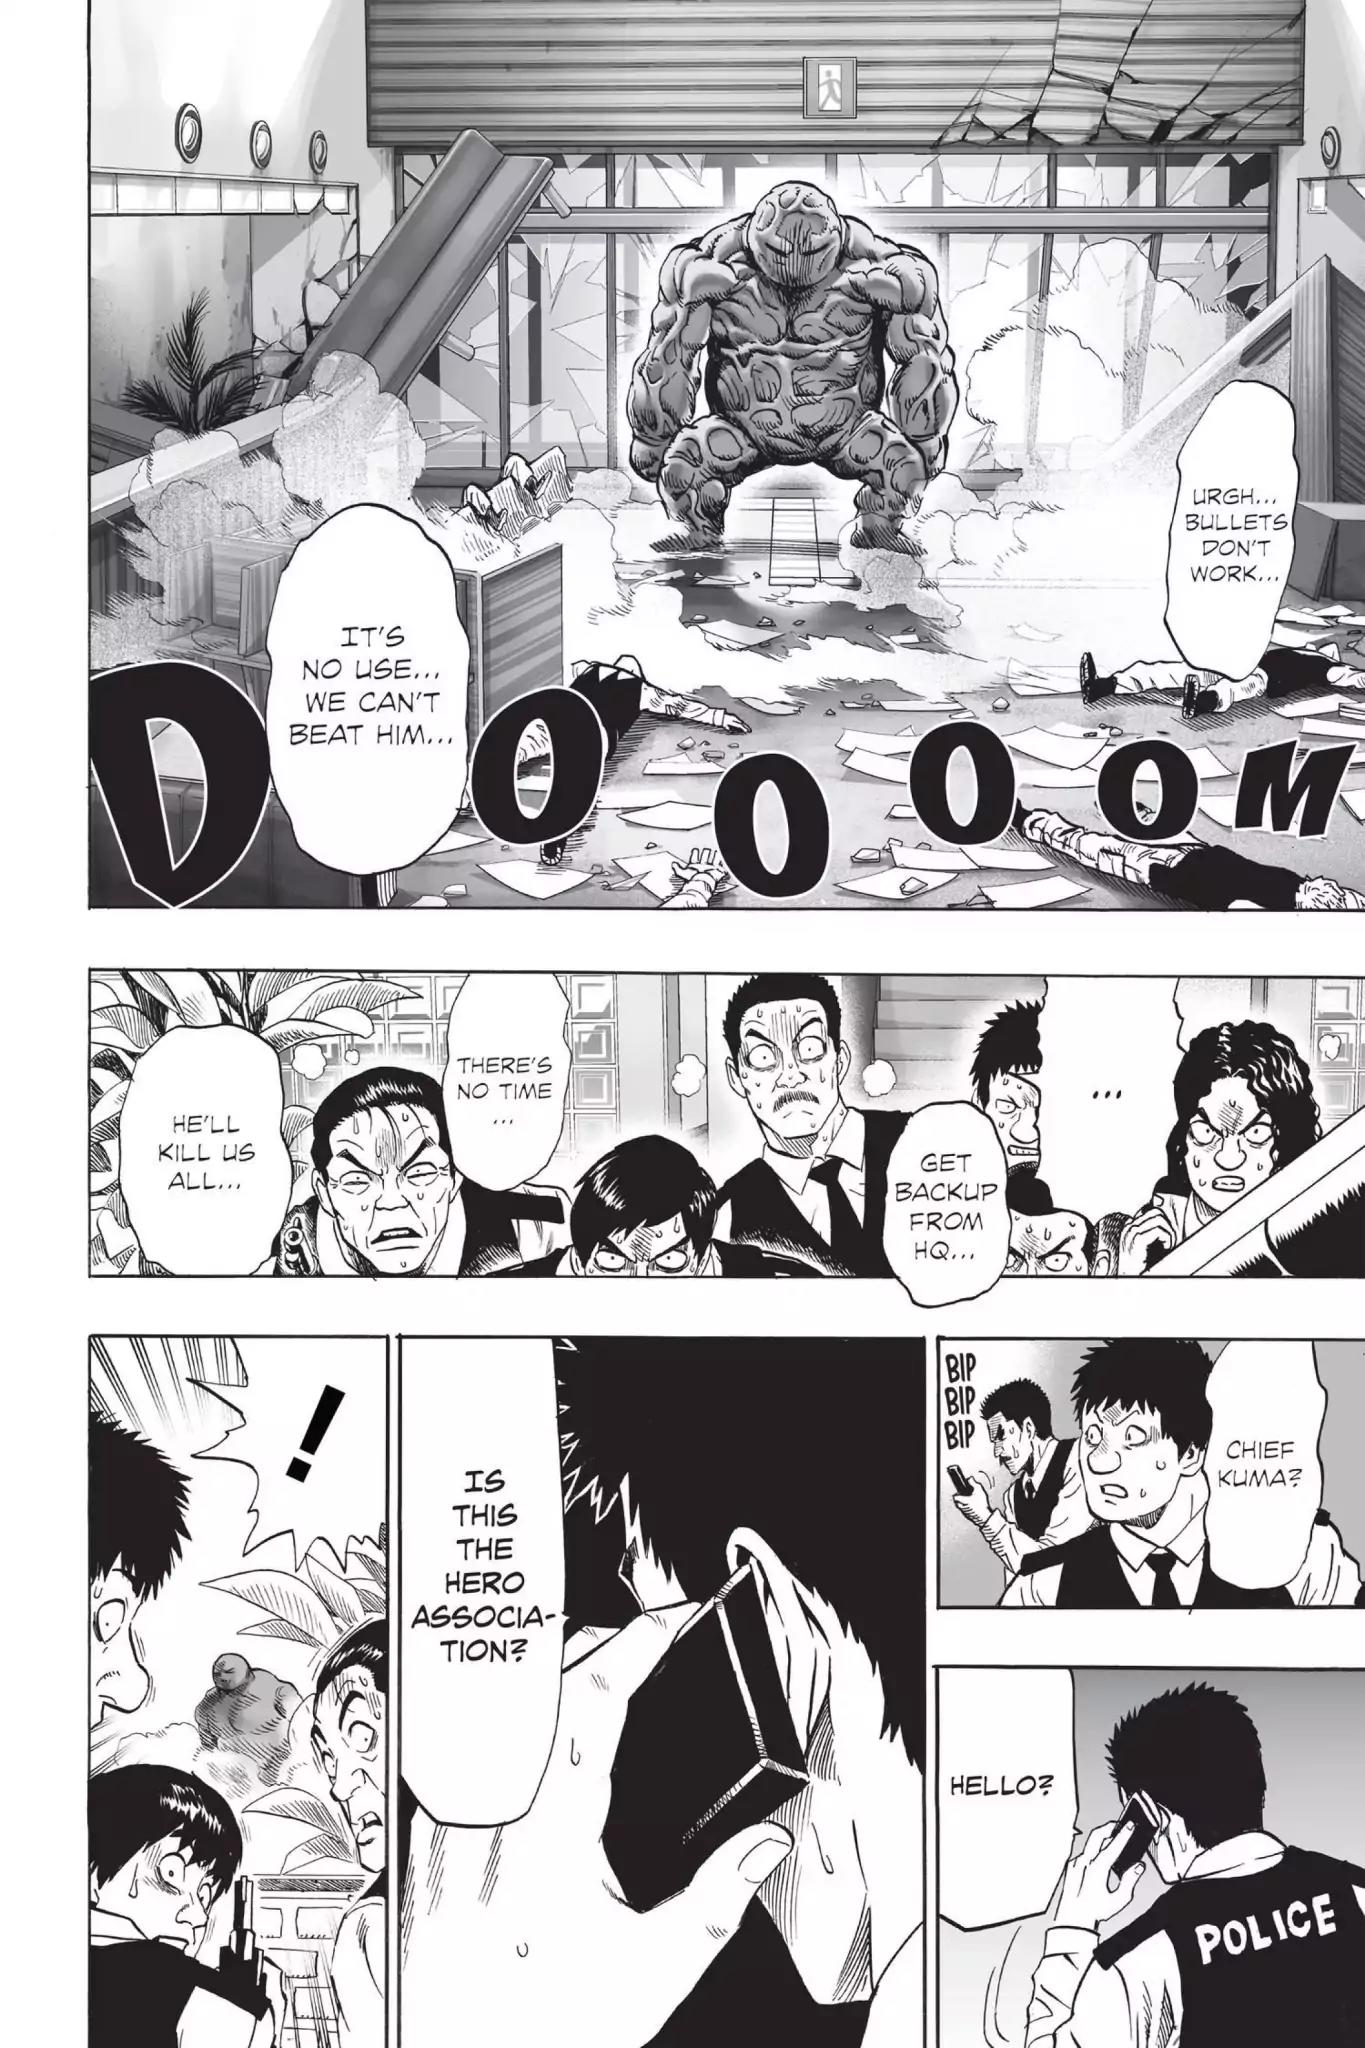 URGH...
BULLETS
DON'T
WORK...
IT'S
NO USE...
WE CAN'T
BEAT HIM...
DOOOOM
...
GET
BACKUP
FROM
HQ...
THERE'S
NO TIME
...
HE'LL
KILL US
ALL...
CHIEF
KUMA?
BIP
BIP
BIP
HELLO?
POLICE
IS
THIS
THE
HERO
ASSOCIA-
TION?
!